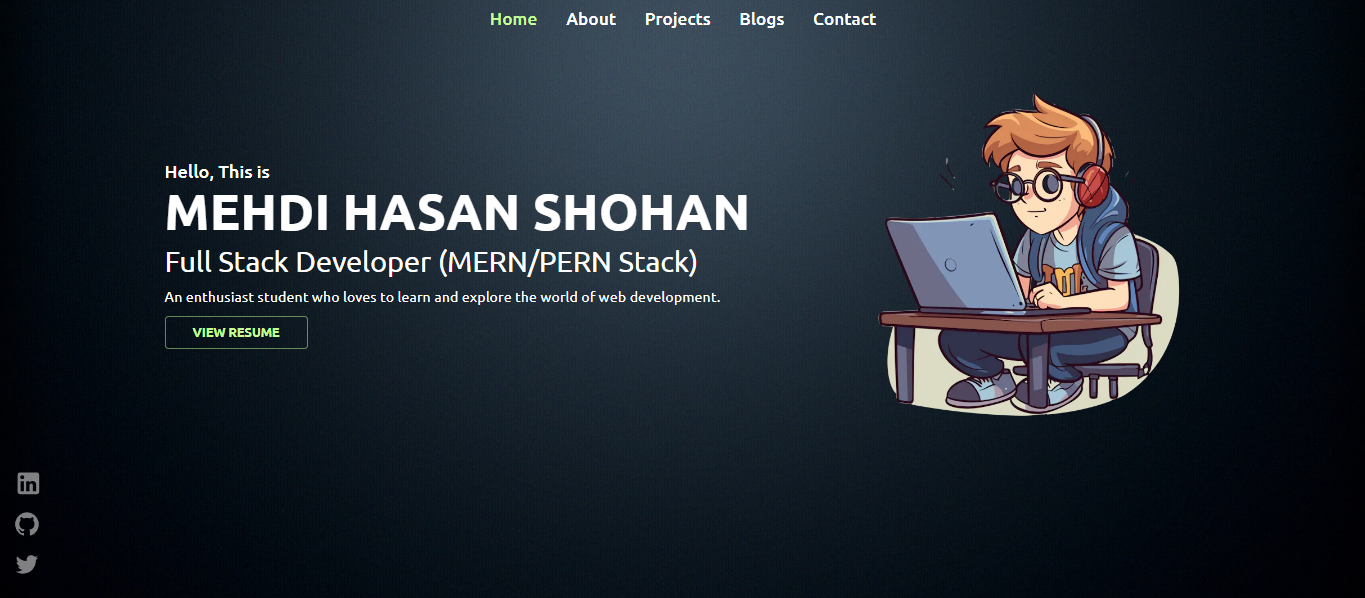 Home About Projects Blogs Contact
Hello, This is
MEHDI HASAN SHOHAN
Full Stack Developer (MERN/PERN Stack)
An enthusiast student who loves to learn and explore the world of web development.
VIEW RESUME
in